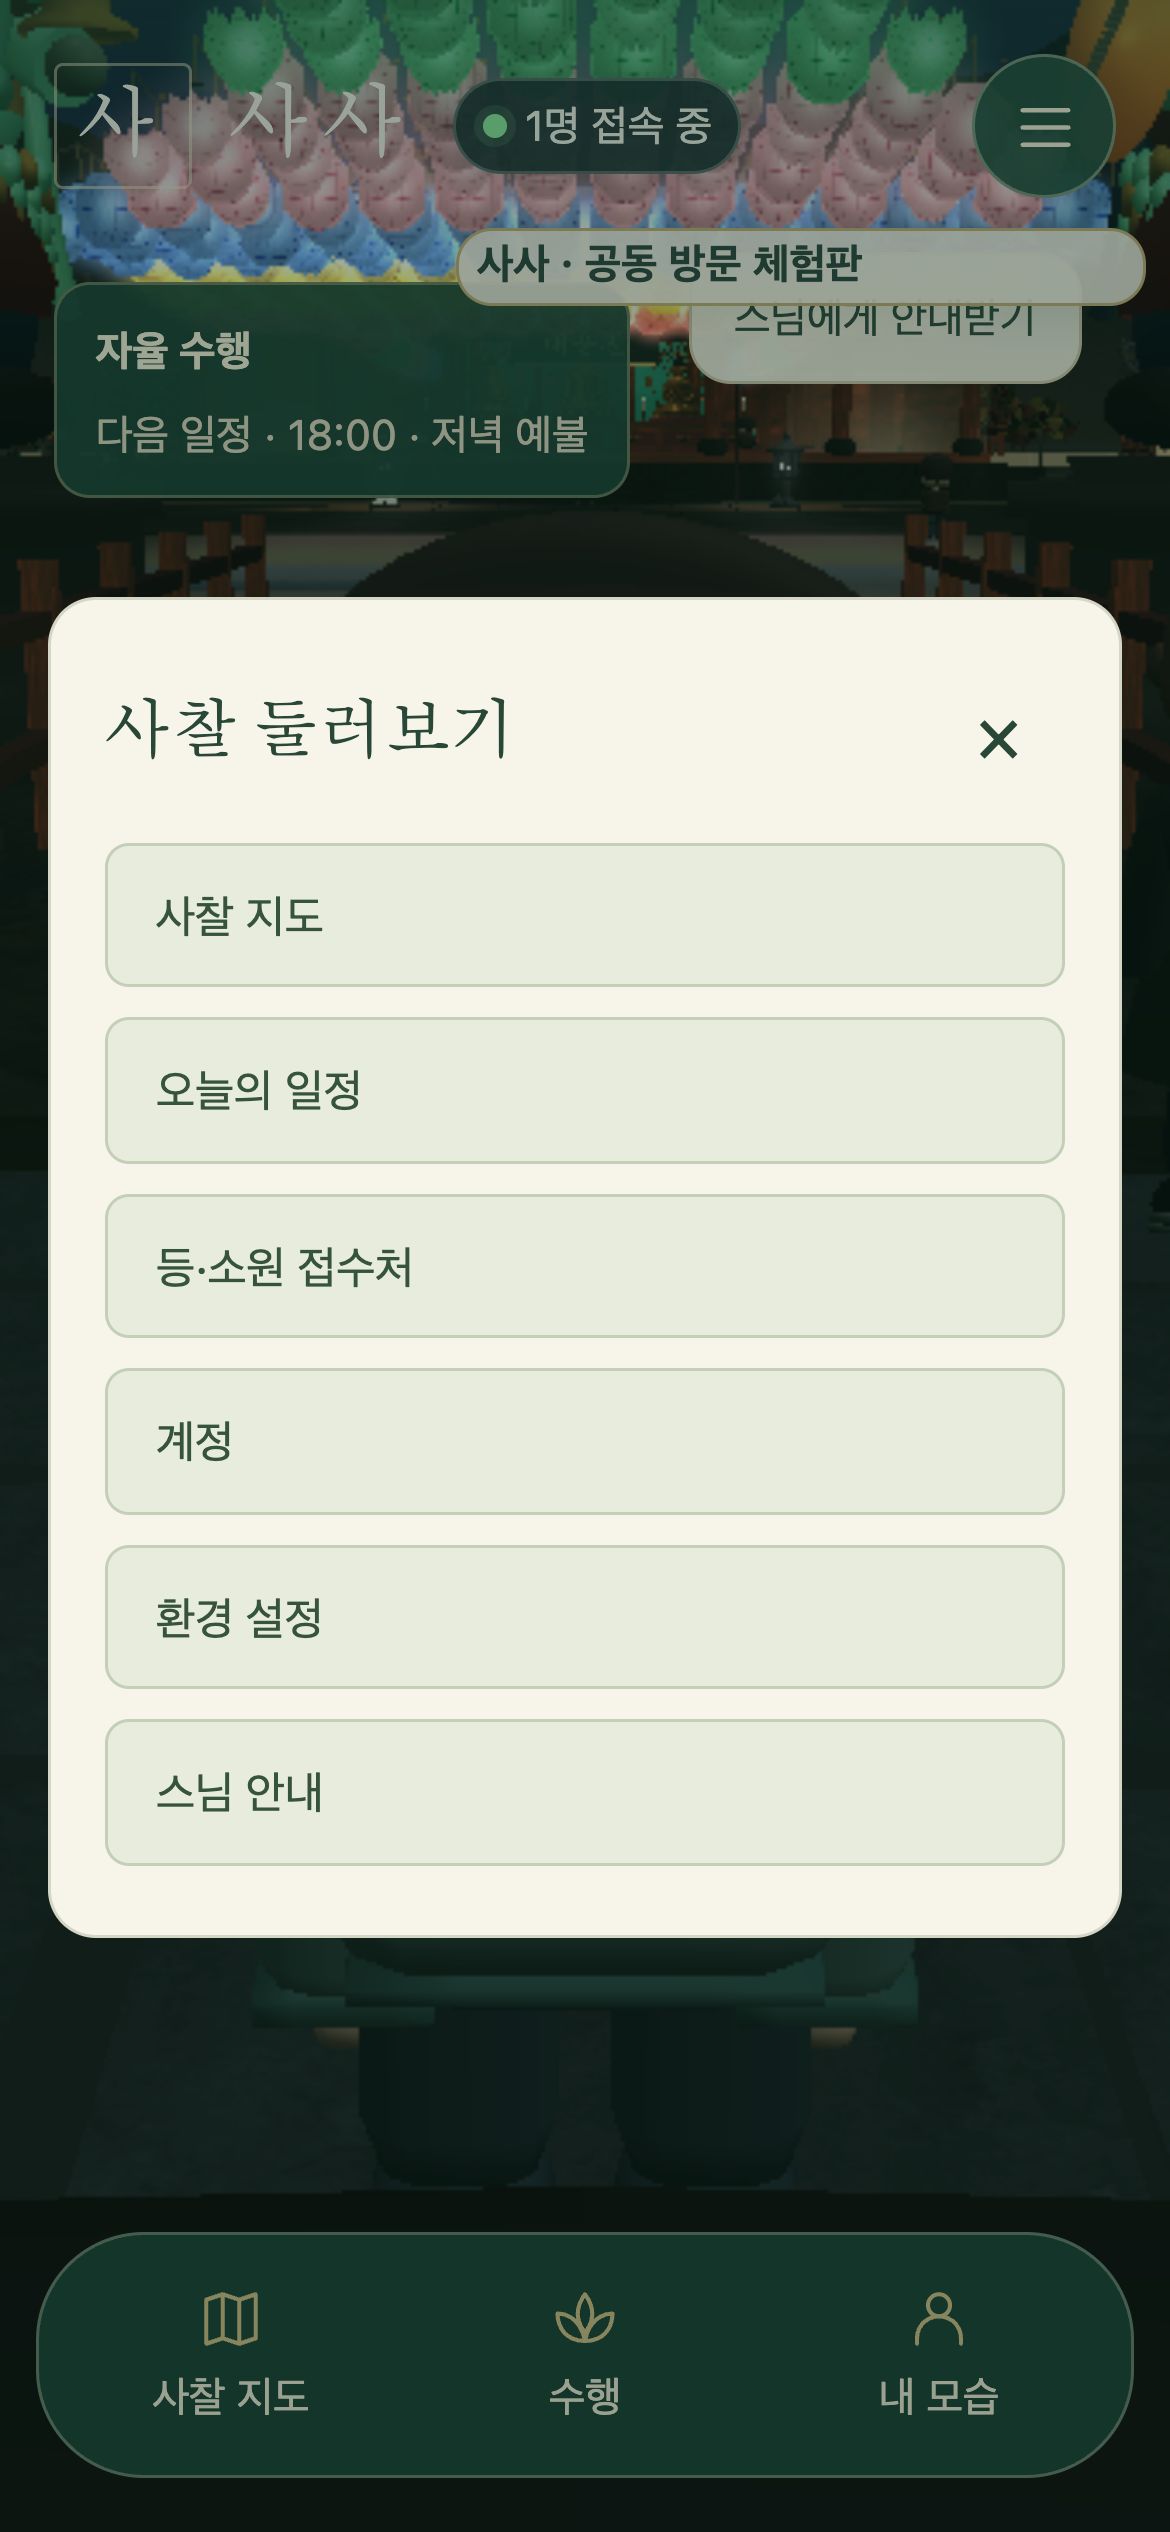 사 사사
1명 접속 중
사사 · 공동 방문 체험판
스님에게 안내받기
자율 수행
다음 일정 · 18:00 · 저녁 예불
사찰 둘러보기
사찰 지도
오늘의 일정
등·소원 접수처
계정
환경 설정
스님 안내
사찰 지도
수행
내 모습